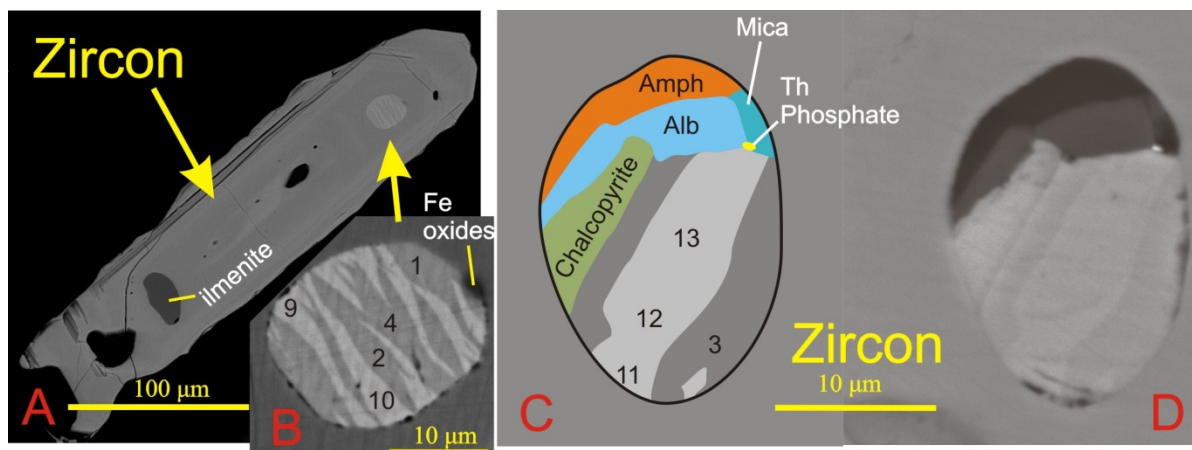 Zircon
ilmenite
A
100 μm
Fe
oxides
1
9
4
2
10
B
10 μm
Mica
Th
Phosphate
Amph
Alb
Chalcopyrite
13
12
3
11
C
Zircon
10 μm
D